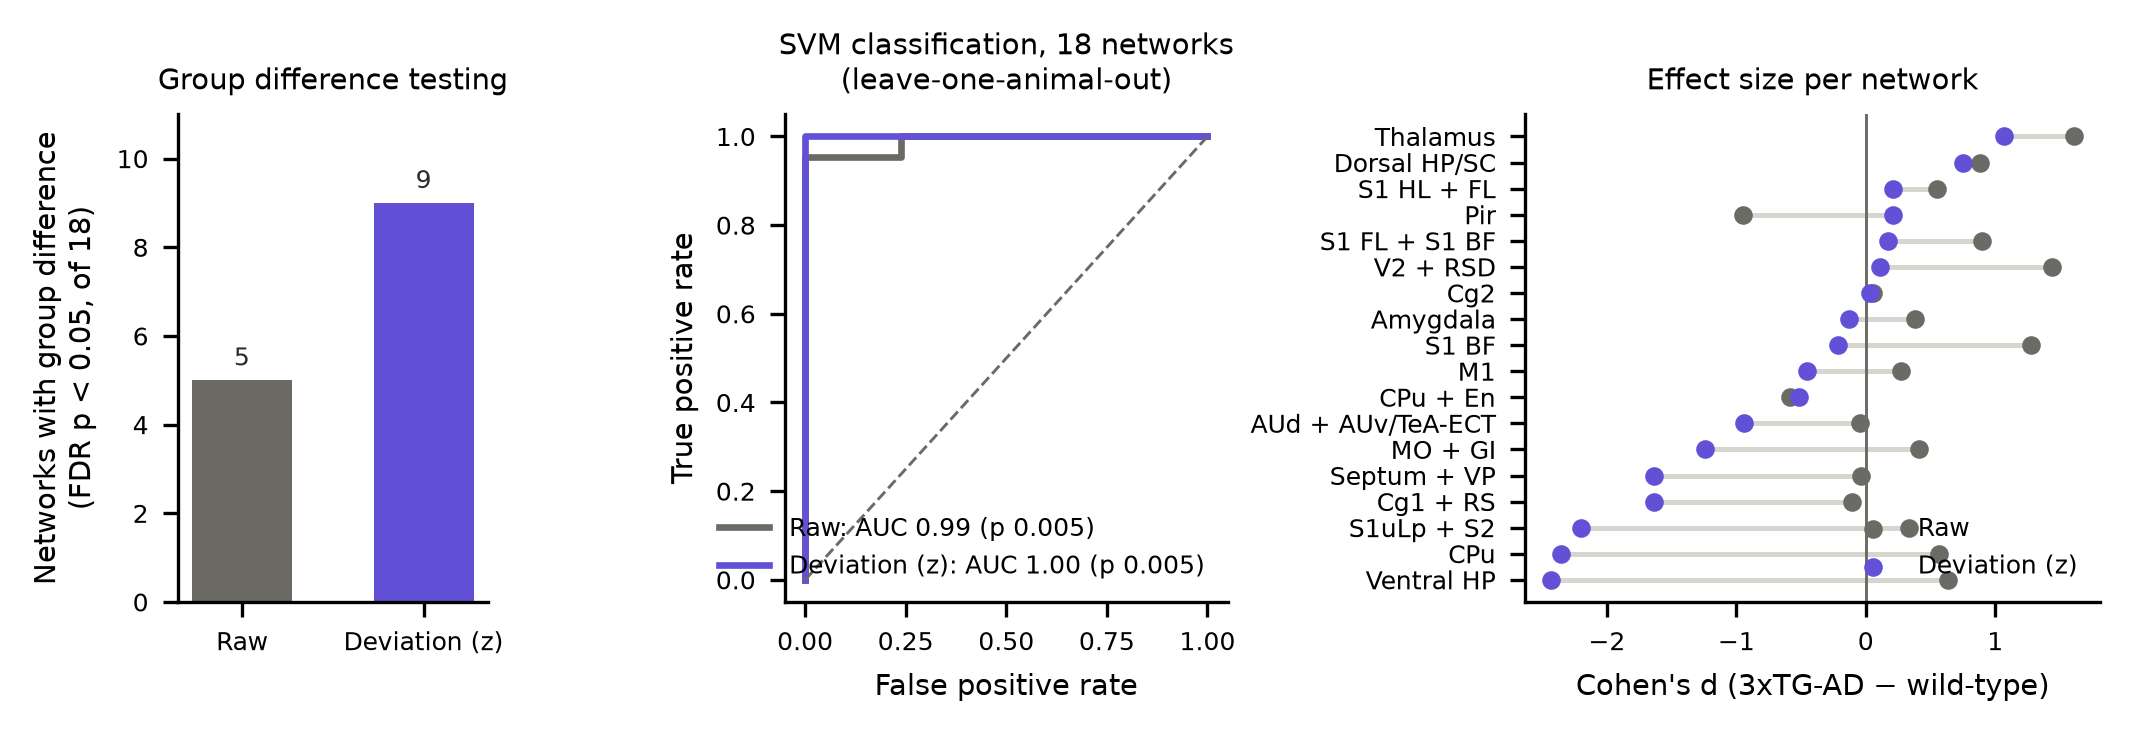 Group difference testing
Networks with group difference
(FDR p < 0.05, of 18)
10
8
6
4
2
0
5
9
Raw
Deviation (z)
SVM classification, 18 networks
(leave-one-animal-out)
True positive rate
1.0
0.8
0.6
0.4
0.2
0.0
Raw: AUC 0.99 (p 0.005)
Deviation (z): AUC 1.00 (p 0.005)
0.00
0.25
0.50
0.75
1.00
False positive rate
Effect size per network
Thalamus
Dorsal HP/SC
S1 HL + FL
Pir
S1 FL + S1 BF
V2 + RSD
Cg2
Amygdala
S1 BF
M1
CPu + En
AUd + AUv/TeA-ECT
MO + GI
Septum + VP
Cg1 + RS
S1uLp + S2
CPu
Ventral HP
Raw
Deviation (z)
−2
−1
0
1
Cohen's d (3xTG-AD − wild-type)